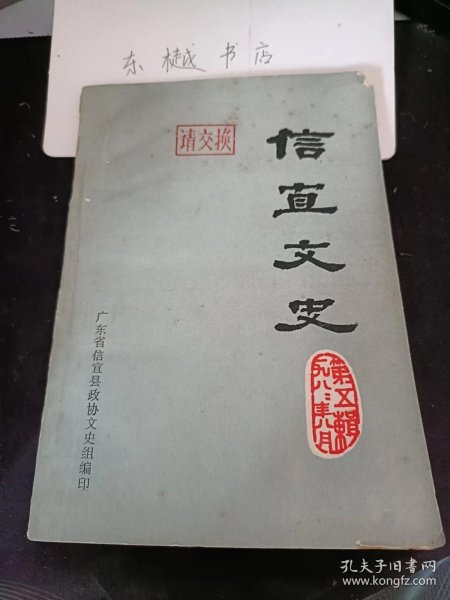 东樾书店
请交换
信宜文史
第五辑
一九八三年八月
广东省信宜县政协文史组编印
孔夫子旧书网
www.kongfz.com